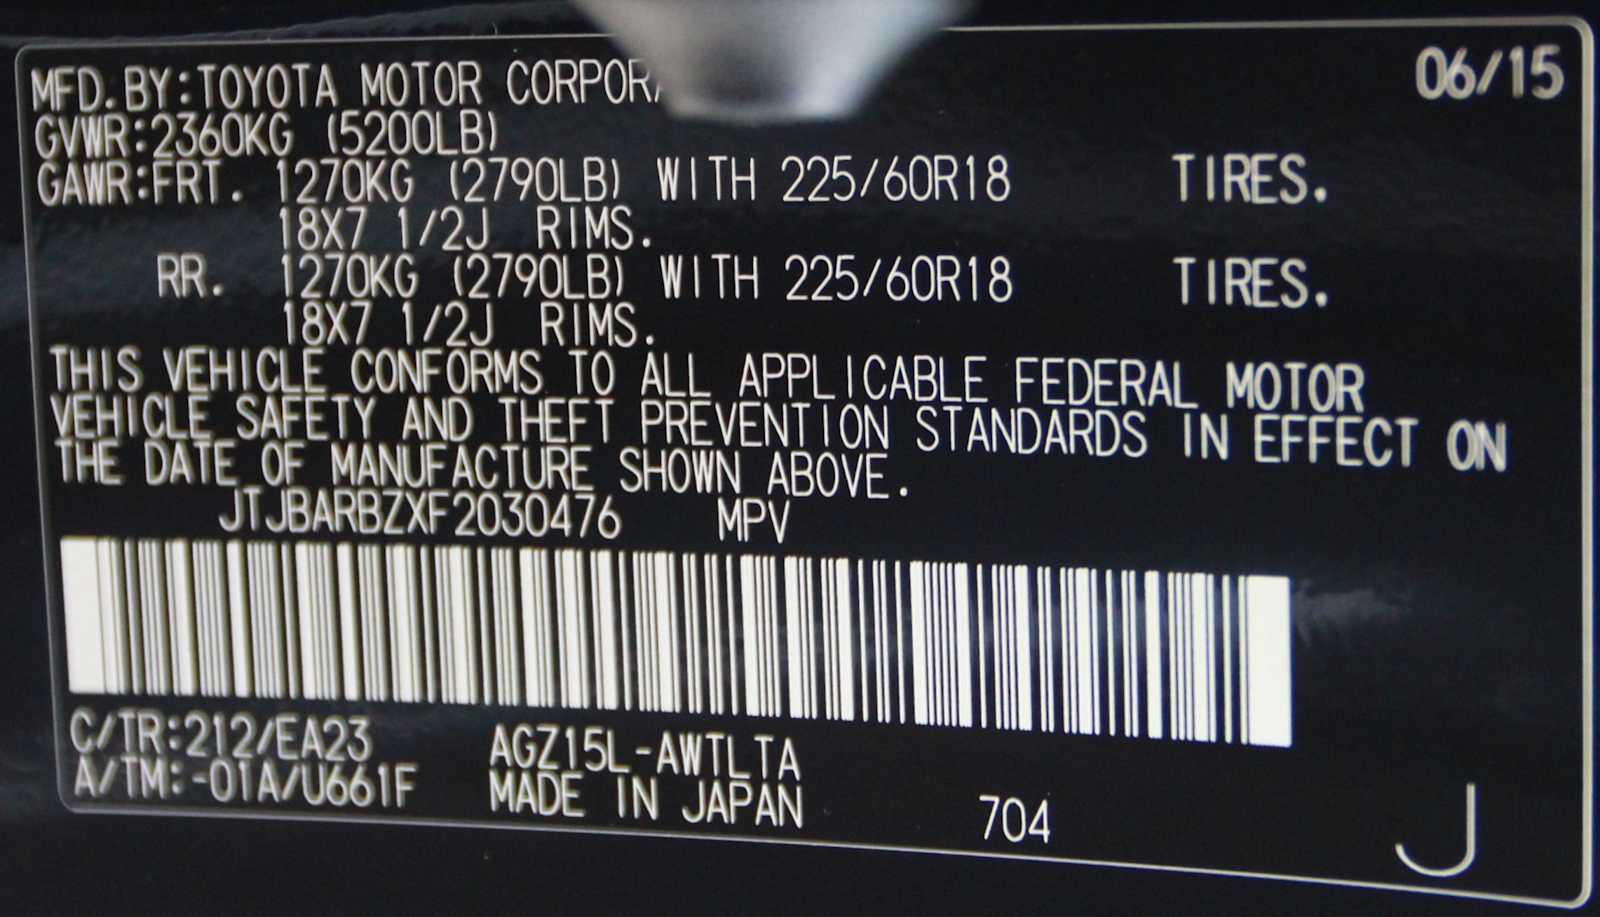 MFD. BY:TOYOTA MOTOR 06/15
GVWR:2360KG (5200LB)
GAWR:FRT. 1270KG (2790LB) WITH 225/60R18 TIRES.
18X7 1/2J RIMS.
RR. 1270KG (2790LB) WITH 225/60R18 TIRES.
18X7 1/2J RIMS.
THIS VEHICLE CONFORMS TO ALL APPLICABLE FEDERAL MOTOR
VEHICLE SAFETY AND THEFT PREVENTION STANDARDS IN EFFECT ON
THE DATE OF MANUFACTURE SHOWN ABOVE.
JTJBARBZXF2030476 MPV
C/TR:212/EA23 AGZ15L-AWTLTA
A/TM:-01A/U661F MADE IN JAPAN 704 J